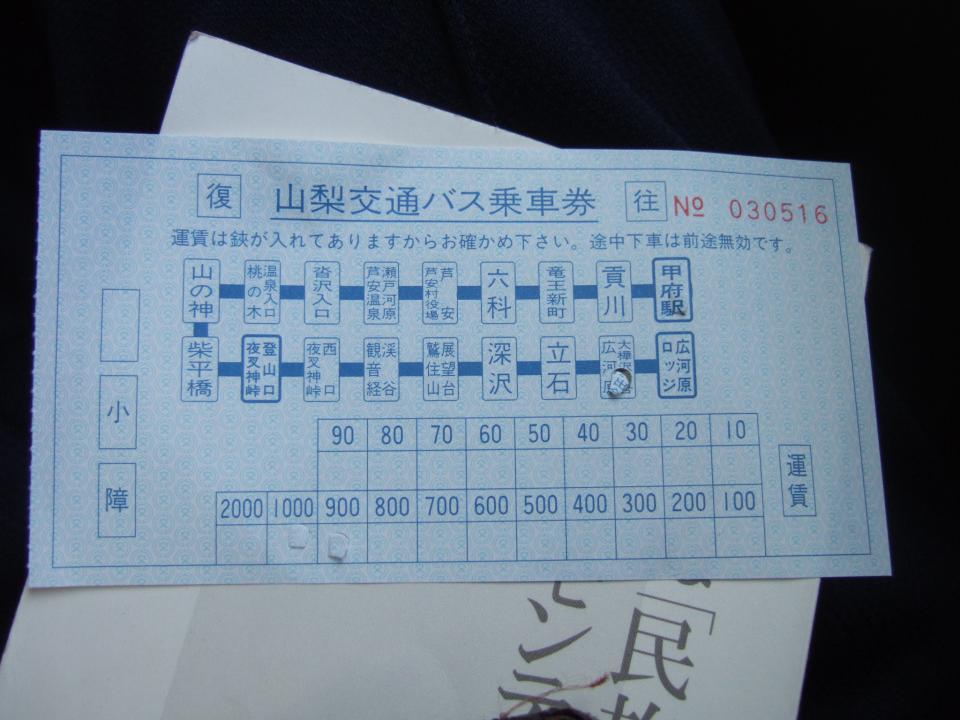 復 山梨交通バス乗車券 往 № 030516
運賃は鋏が入れてありますからお確かめ下さい。途中下車は前途無効です。
山の神 桃の木温泉入口 沓沢入口 芦安温泉瀬戸河原 芦安芦安村役場 六科 竜王新町 貢川 甲府駅
柴平橋 夜叉神峠登山口 夜叉神峠西口 観音経渓谷 鷲住山展望台 深沢 立石 広河原 広河原ロッジ
小
障
90 80 70 60 50 40 30 20 10
運賃
2000 1000 900 800 700 600 500 400 300 200 100
「民
ンテ